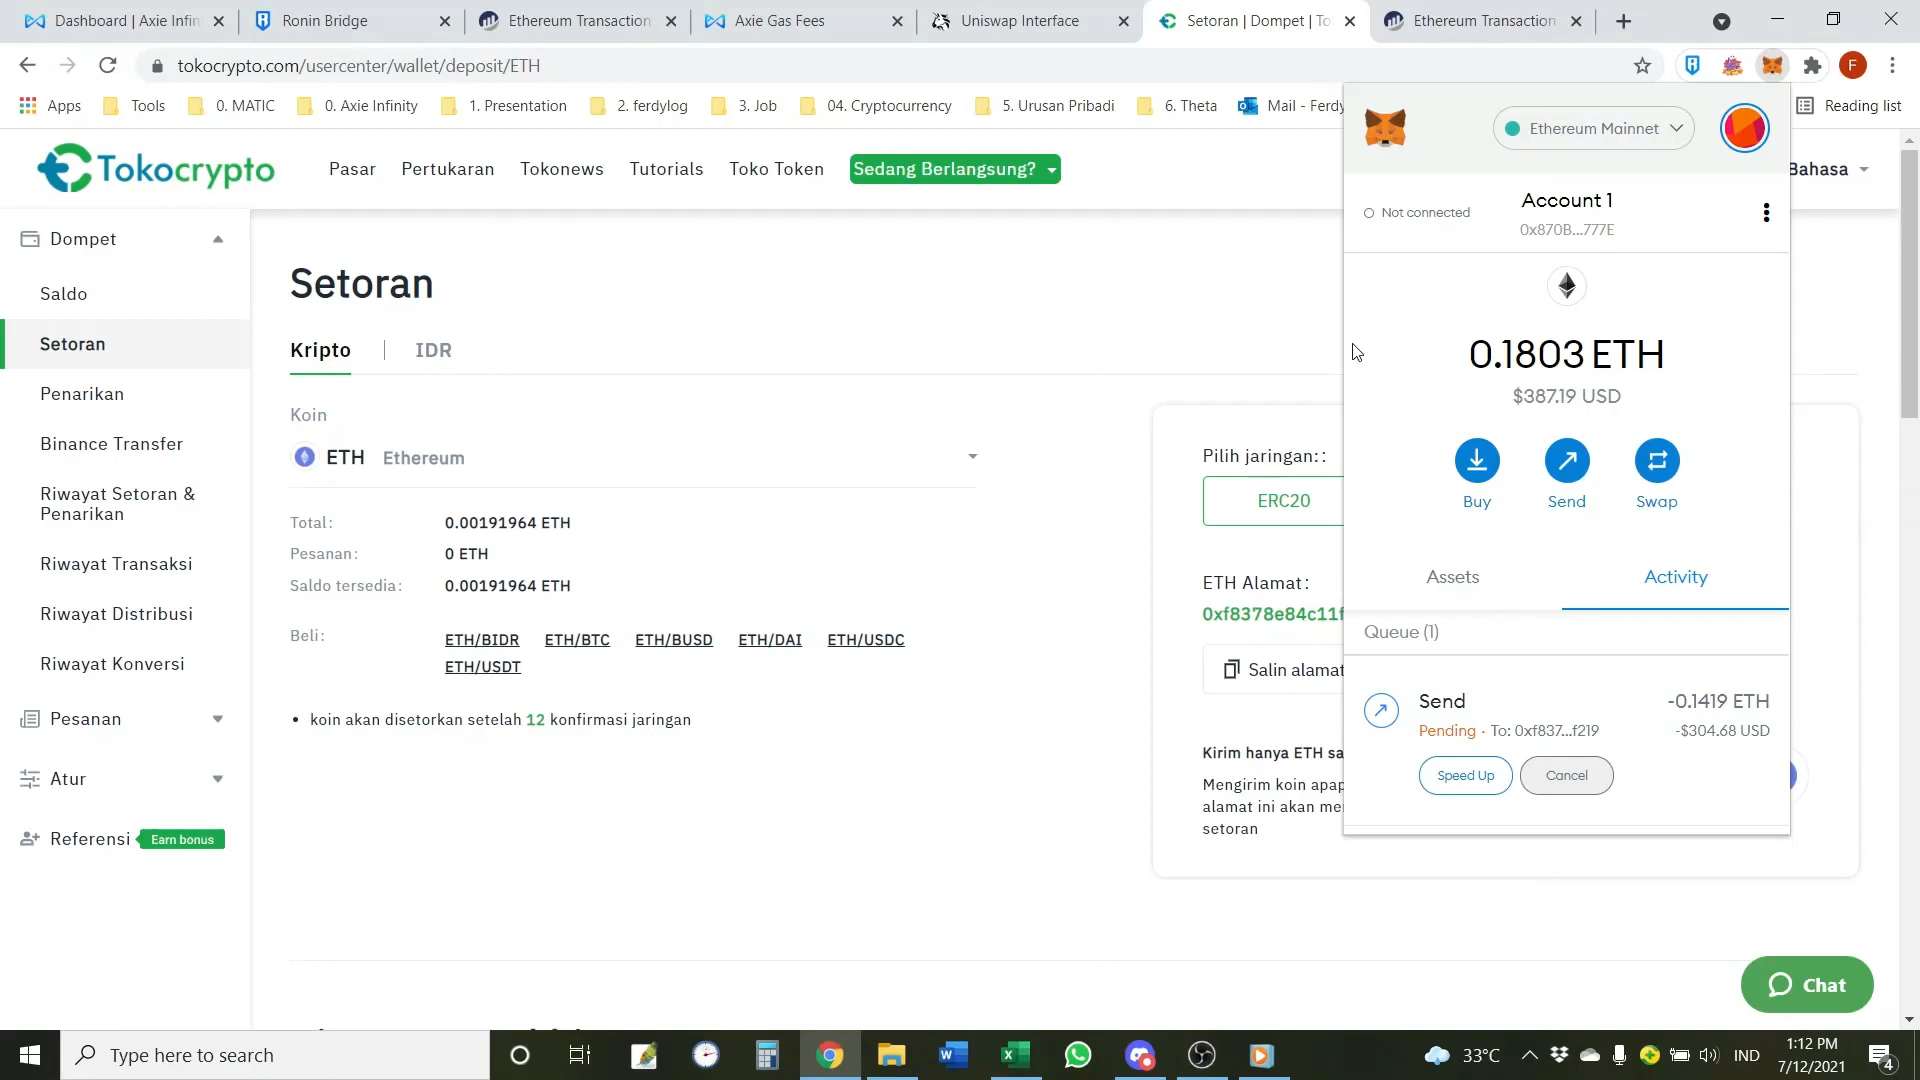 Dashboard | Axie Infin
Ronin Bridge
Ethereum Transaction
Axie Gas Fees
Uniswap Interface
Setoran | Dompet | To
Ethereum Transaction
tokocrypto.com/usercenter/wallet/deposit/ETH
F
Apps
Tools
0. MATIC
0. Axie Infinity
1. Presentation
2. ferdylog
3. Job
04. Cryptocurrency
5. Urusan Pribadi
6. Theta
Mail - Ferdy
Reading list
Tokocrypto
Pasar
Pertukaran
Tokonews
Tutorials
Toko Token
Sedang Berlangsung?
Bahasa
Dompet
Saldo
Setoran
Penarikan
Binance Transfer
Riwayat Setoran &
Penarikan
Riwayat Transaksi
Riwayat Distribusi
Riwayat Konversi
Pesanan
Atur
Referensi
Earn bonus
Setoran
Kripto
IDR
Koin
ETH Ethereum
Total: 0.00191964 ETH
Pesanan: 0 ETH
Saldo tersedia: 0.00191964 ETH
Beli: ETH/BIDR ETH/BTC ETH/BUSD ETH/DAI ETH/USDC
ETH/USDT
• koin akan disetorkan setelah 12 konfirmasi jaringan
Pilih jaringan::
ERC20
ETH Alamat:
0xf8378e84c11f
Salin alamat
Kirim hanya ETH sa
Mengirim koin apap
alamat ini akan me
setoran
Ethereum Mainnet
Not connected
Account 1
0x870B...777E
0.1803 ETH
$387.19 USD
Buy
Send
Swap
Assets
Activity
Queue (1)
Send
-0.1419 ETH
Pending · To: 0xf837...f219
-$304.68 USD
Speed Up
Cancel
Chat
Type here to search
33°C
IND
1:12 PM
7/12/2021
4